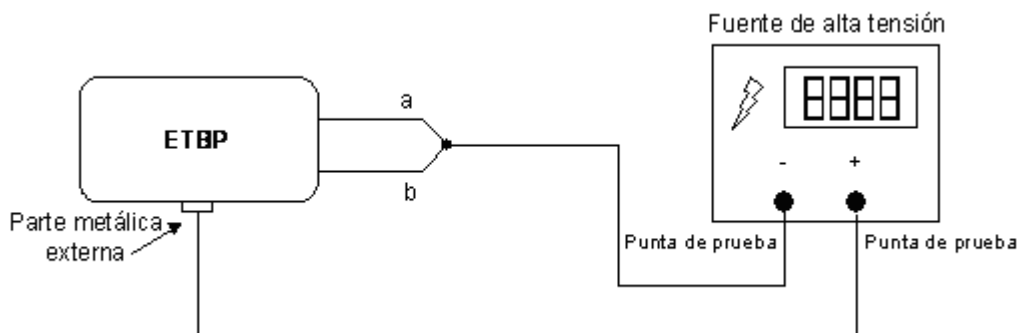 Fuente de alta tensión
8888
a
ETBP
b
- +
Parte metálica
externa
Punta de prueba
Punta de prueba